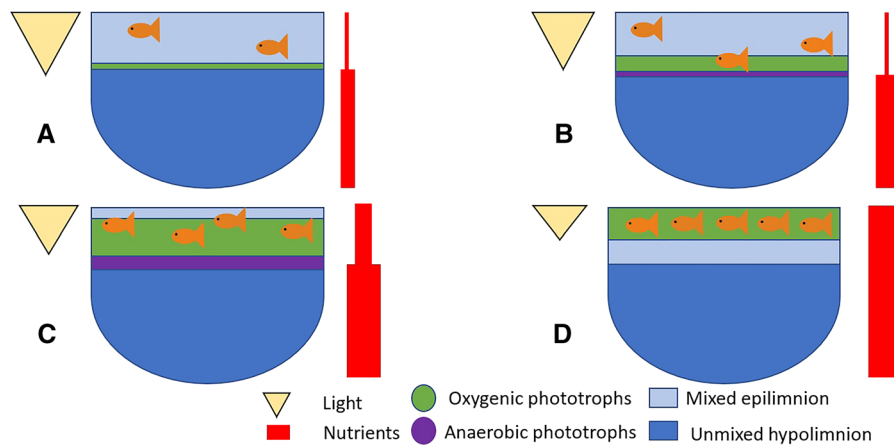 A
B
C
D
Light
Oxygenic phototrophs
Mixed epilimnion
Nutrients
Anaerobic phototrophs
Unmixed hypolimnion